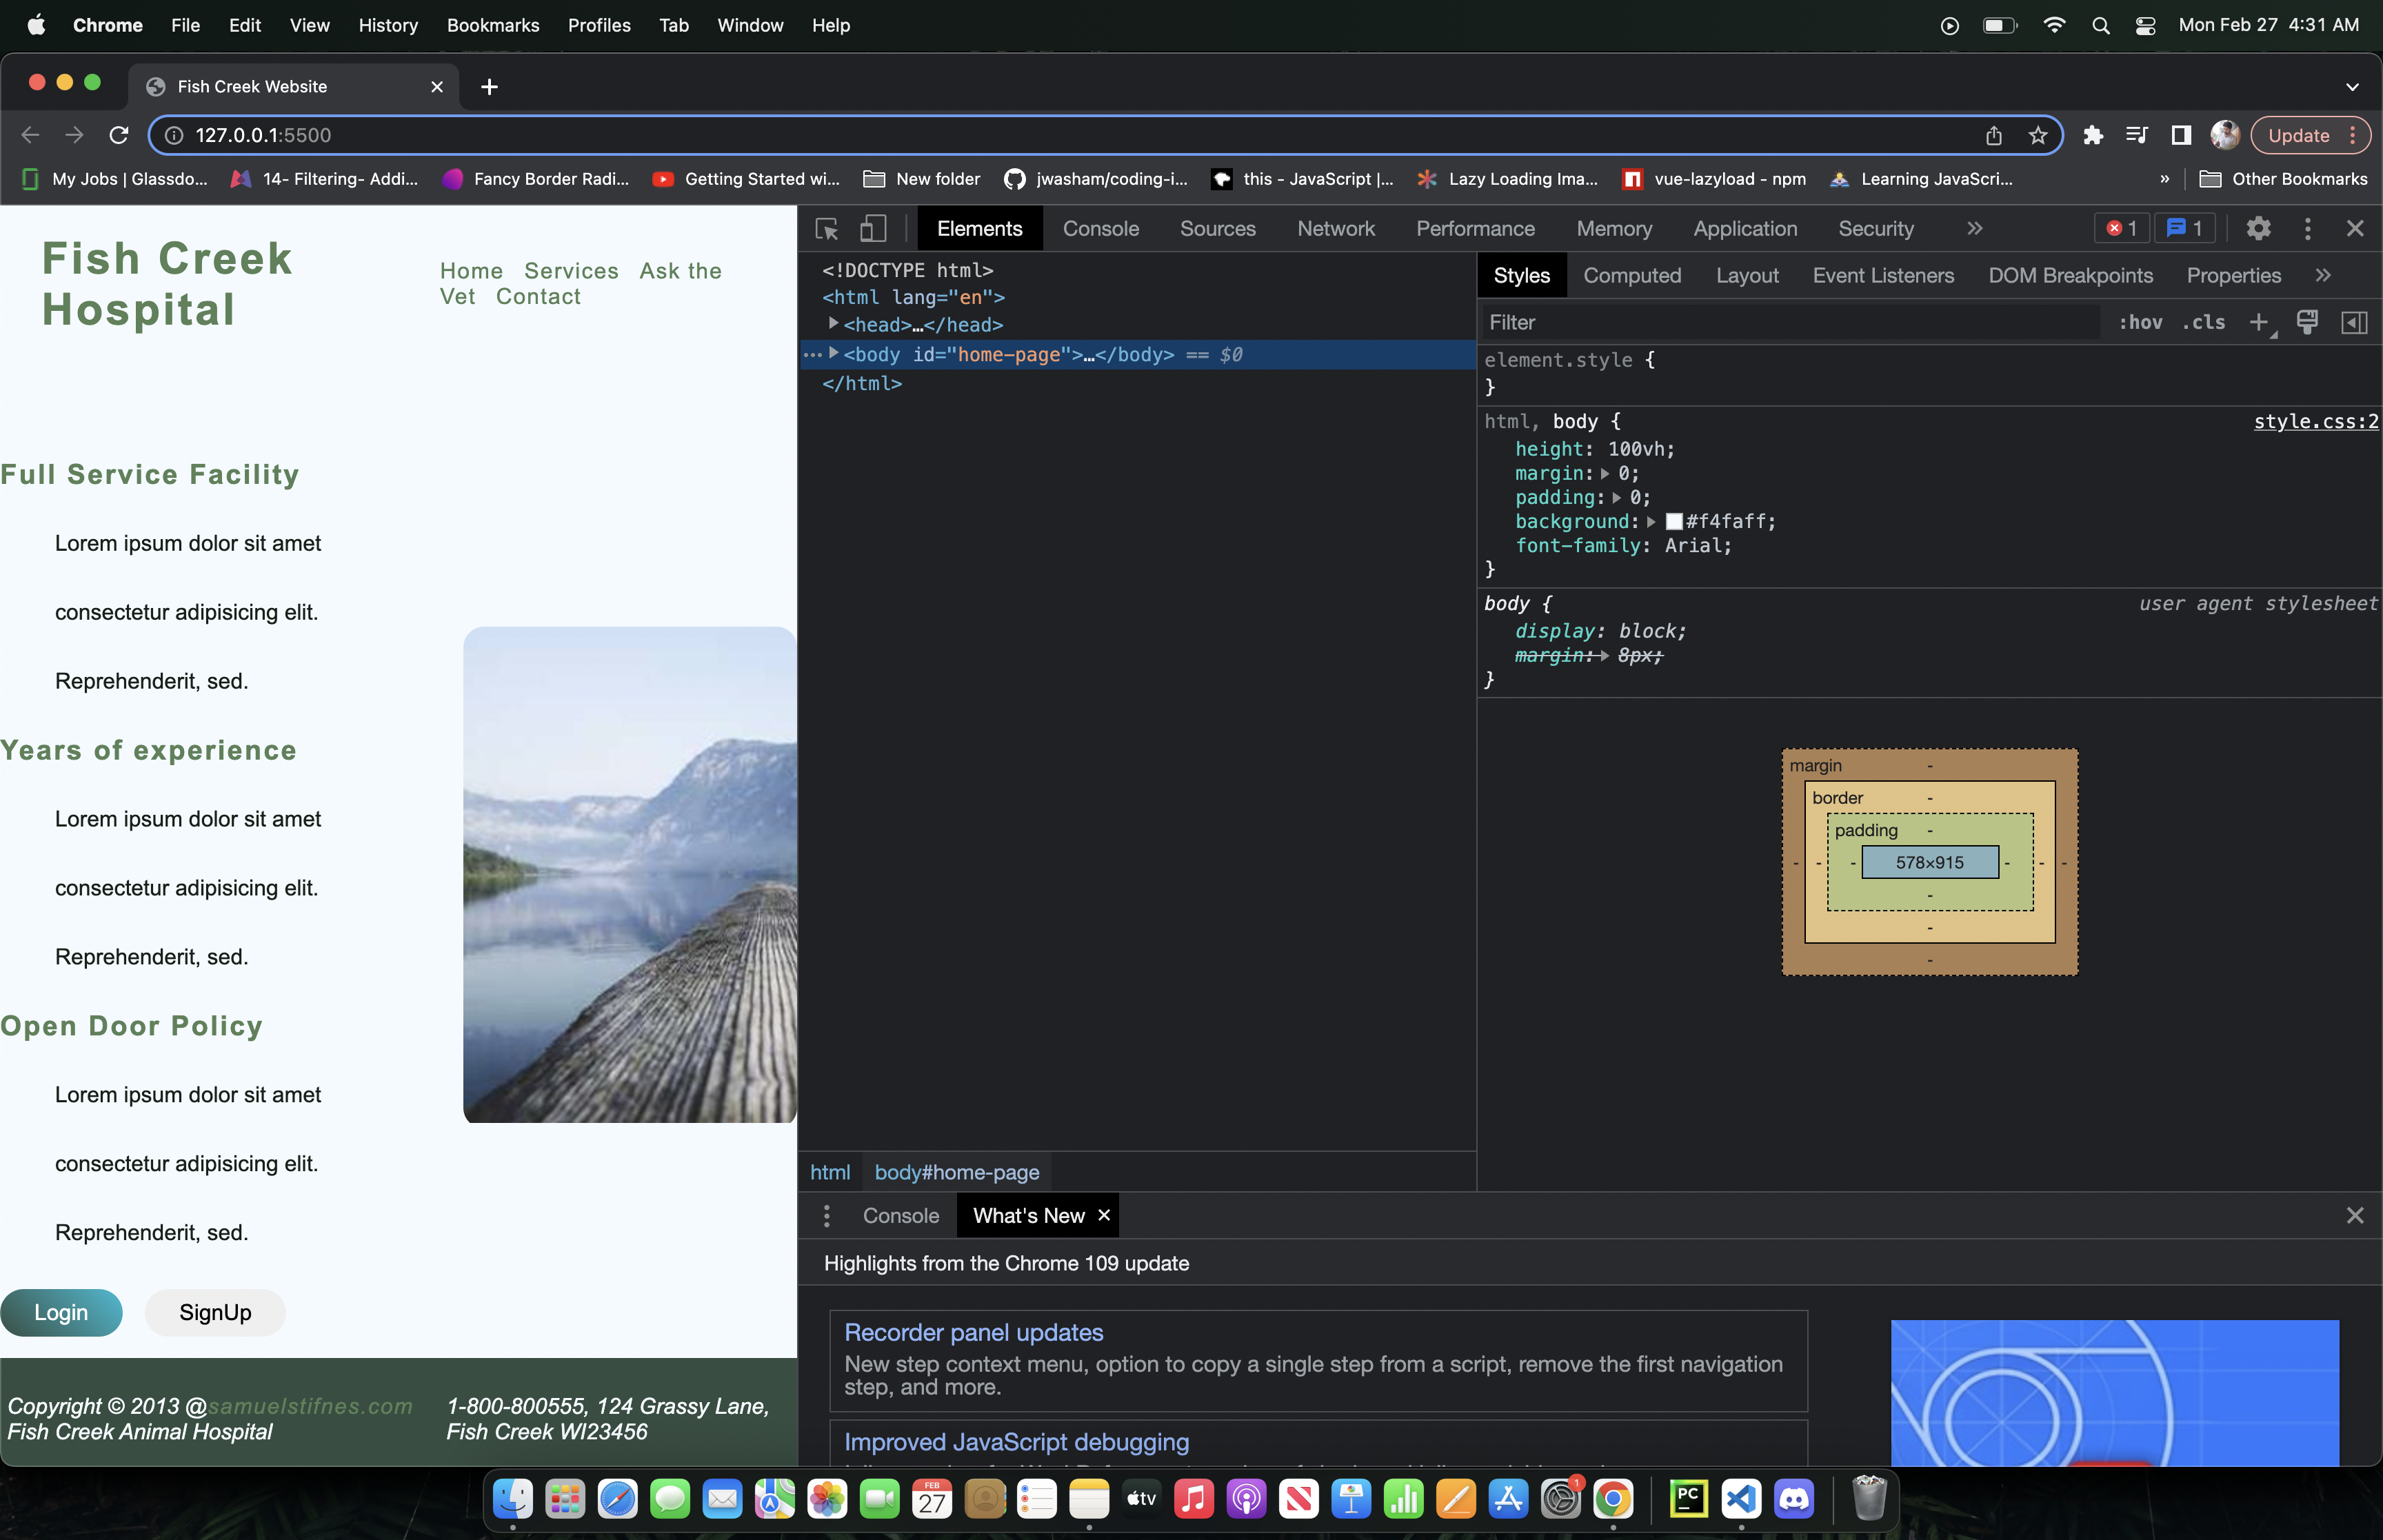 Chrome File Edit View History Bookmarks Profiles Tab Window Help Mon Feb 27 4:31 AM
Fish Creek Website
127.0.0.1:5500 Update
My Jobs | Glassdo... 14- Filtering- Addi... Fancy Border Radi... Getting Started wi... New folder jwasham/coding-i... this - JavaScript |... Lazy Loading Ima... vue-lazyload - npm Learning JavaScri... » Other Bookmarks
Fish Creek
Hospital
Home Services Ask the
Vet Contact
Full Service Facility
Lorem ipsum dolor sit amet
consectetur adipisicing elit.
Reprehenderit, sed.
Years of experience
Lorem ipsum dolor sit amet
consectetur adipisicing elit.
Reprehenderit, sed.
Open Door Policy
Lorem ipsum dolor sit amet
consectetur adipisicing elit.
Reprehenderit, sed.
Login SignUp
Copyright © 2013 @samuelstifnes.com
Fish Creek Animal Hospital
1-800-800555, 124 Grassy Lane,
Fish Creek WI23456
Elements Console Sources Network Performance Memory Application Security » 1 1
<!DOCTYPE html>
<html lang="en">
<head>…</head>
<body id="home-page">…</body> == $0
</html>
html body#home-page
Styles Computed Layout Event Listeners DOM Breakpoints Properties »
Filter :hov .cls
element.style {
}
html, body { style.css:2
height: 100vh;
margin: 0;
padding: 0;
background: #f4faff;
font-family: Arial;
}
body { user agent stylesheet
display: block;
margin: 8px;
}
margin -
border -
padding -
- - - 578×915 - - -
-
-
-
Console What's New
Highlights from the Chrome 109 update
Recorder panel updates
New step context menu, option to copy a single step from a script, remove the first navigation
step, and more.
Improved JavaScript debugging
FEB
27
tv
1
PC